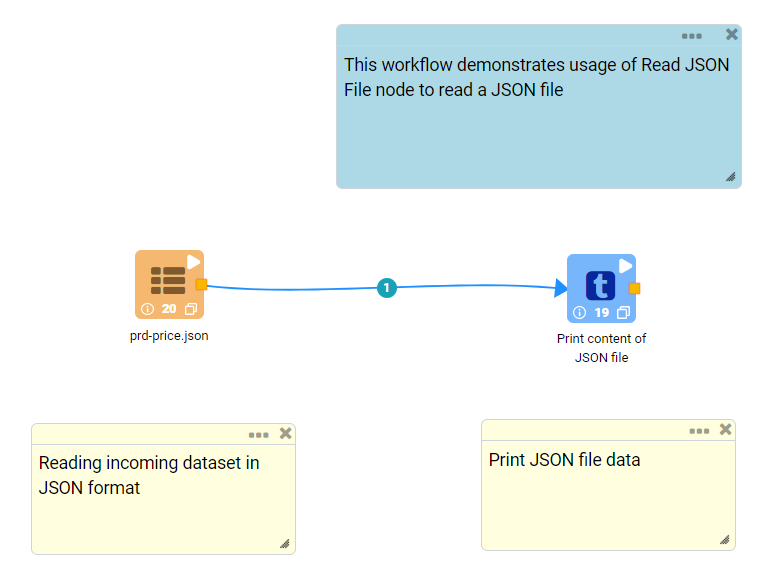 This workflow demonstrates usage of Read JSON
File node to read a JSON file
1
t
20
19
prd-price.json
Print content of
JSON file
Reading incoming dataset in
JSON format
Print JSON file data